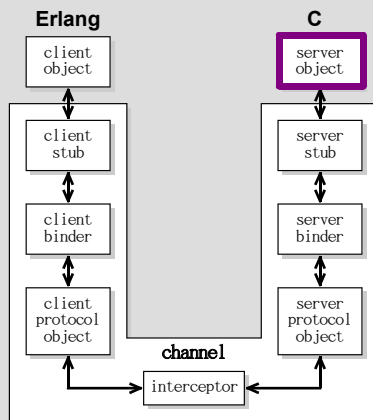 Erlang
C
client
object
server
object
client
stub
server
stub
client
binder
server
binder
client
protocol
object
server
protocol
object
channel
interceptor